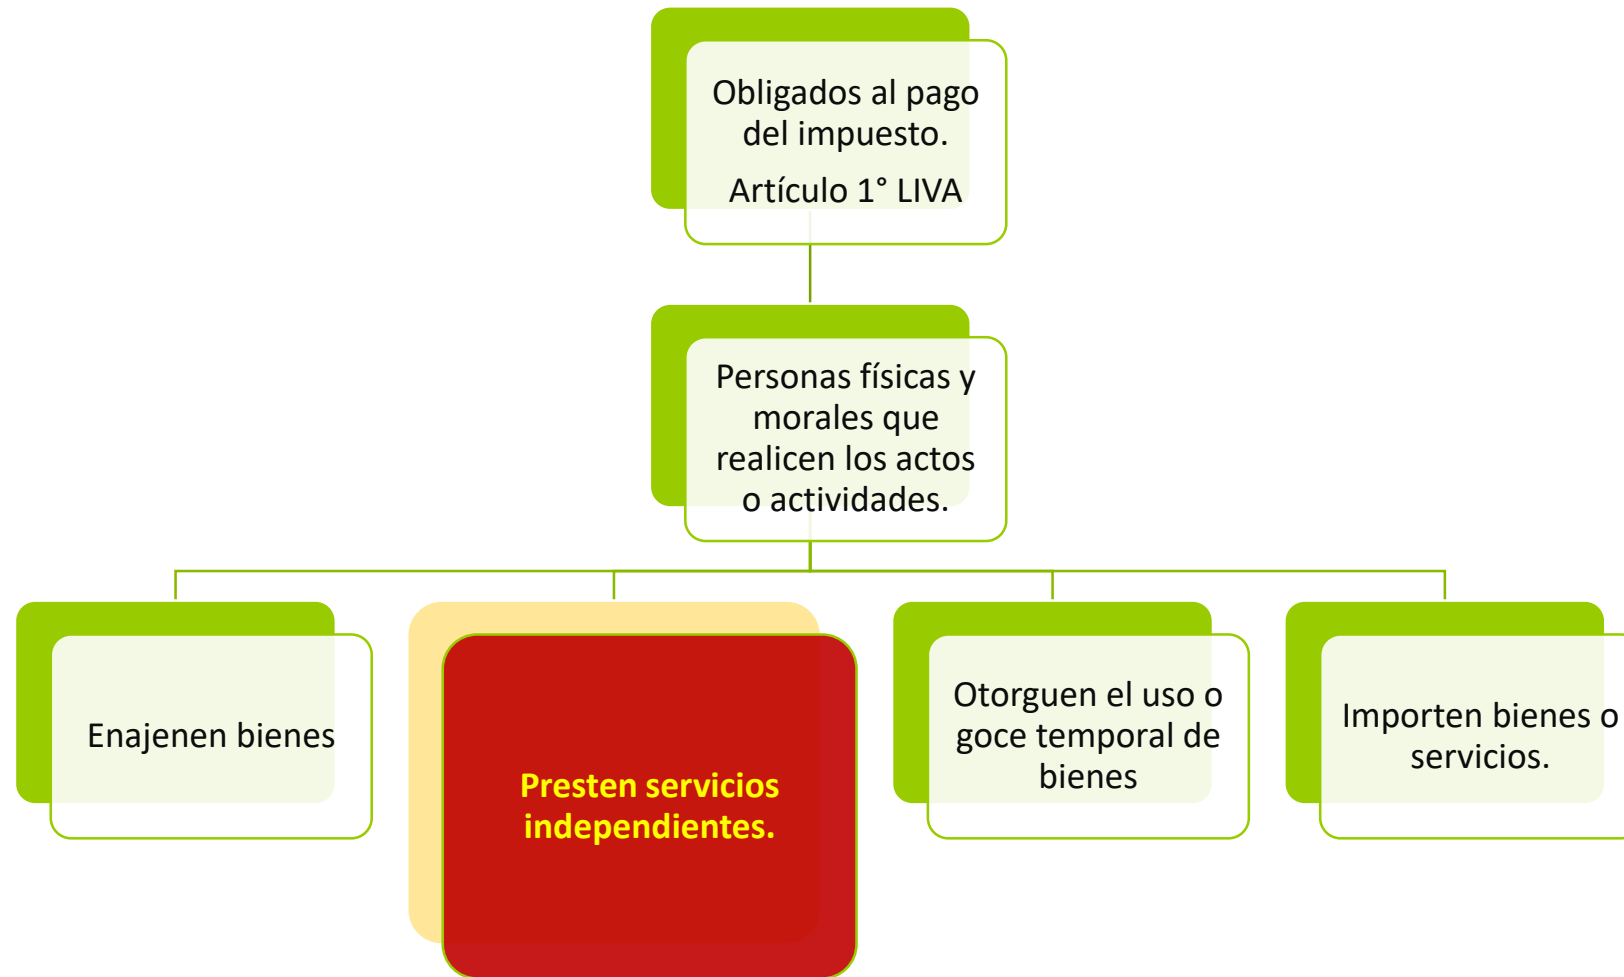 Obligados al pago
del impuesto.
Artículo 1° LIVA
Personas físicas y
morales que
realicen los actos
o actividades.
Enajenen bienes
Presten servicios
independientes.
Otorguen el uso o
goce temporal de
bienes
Importen bienes o
servicios.